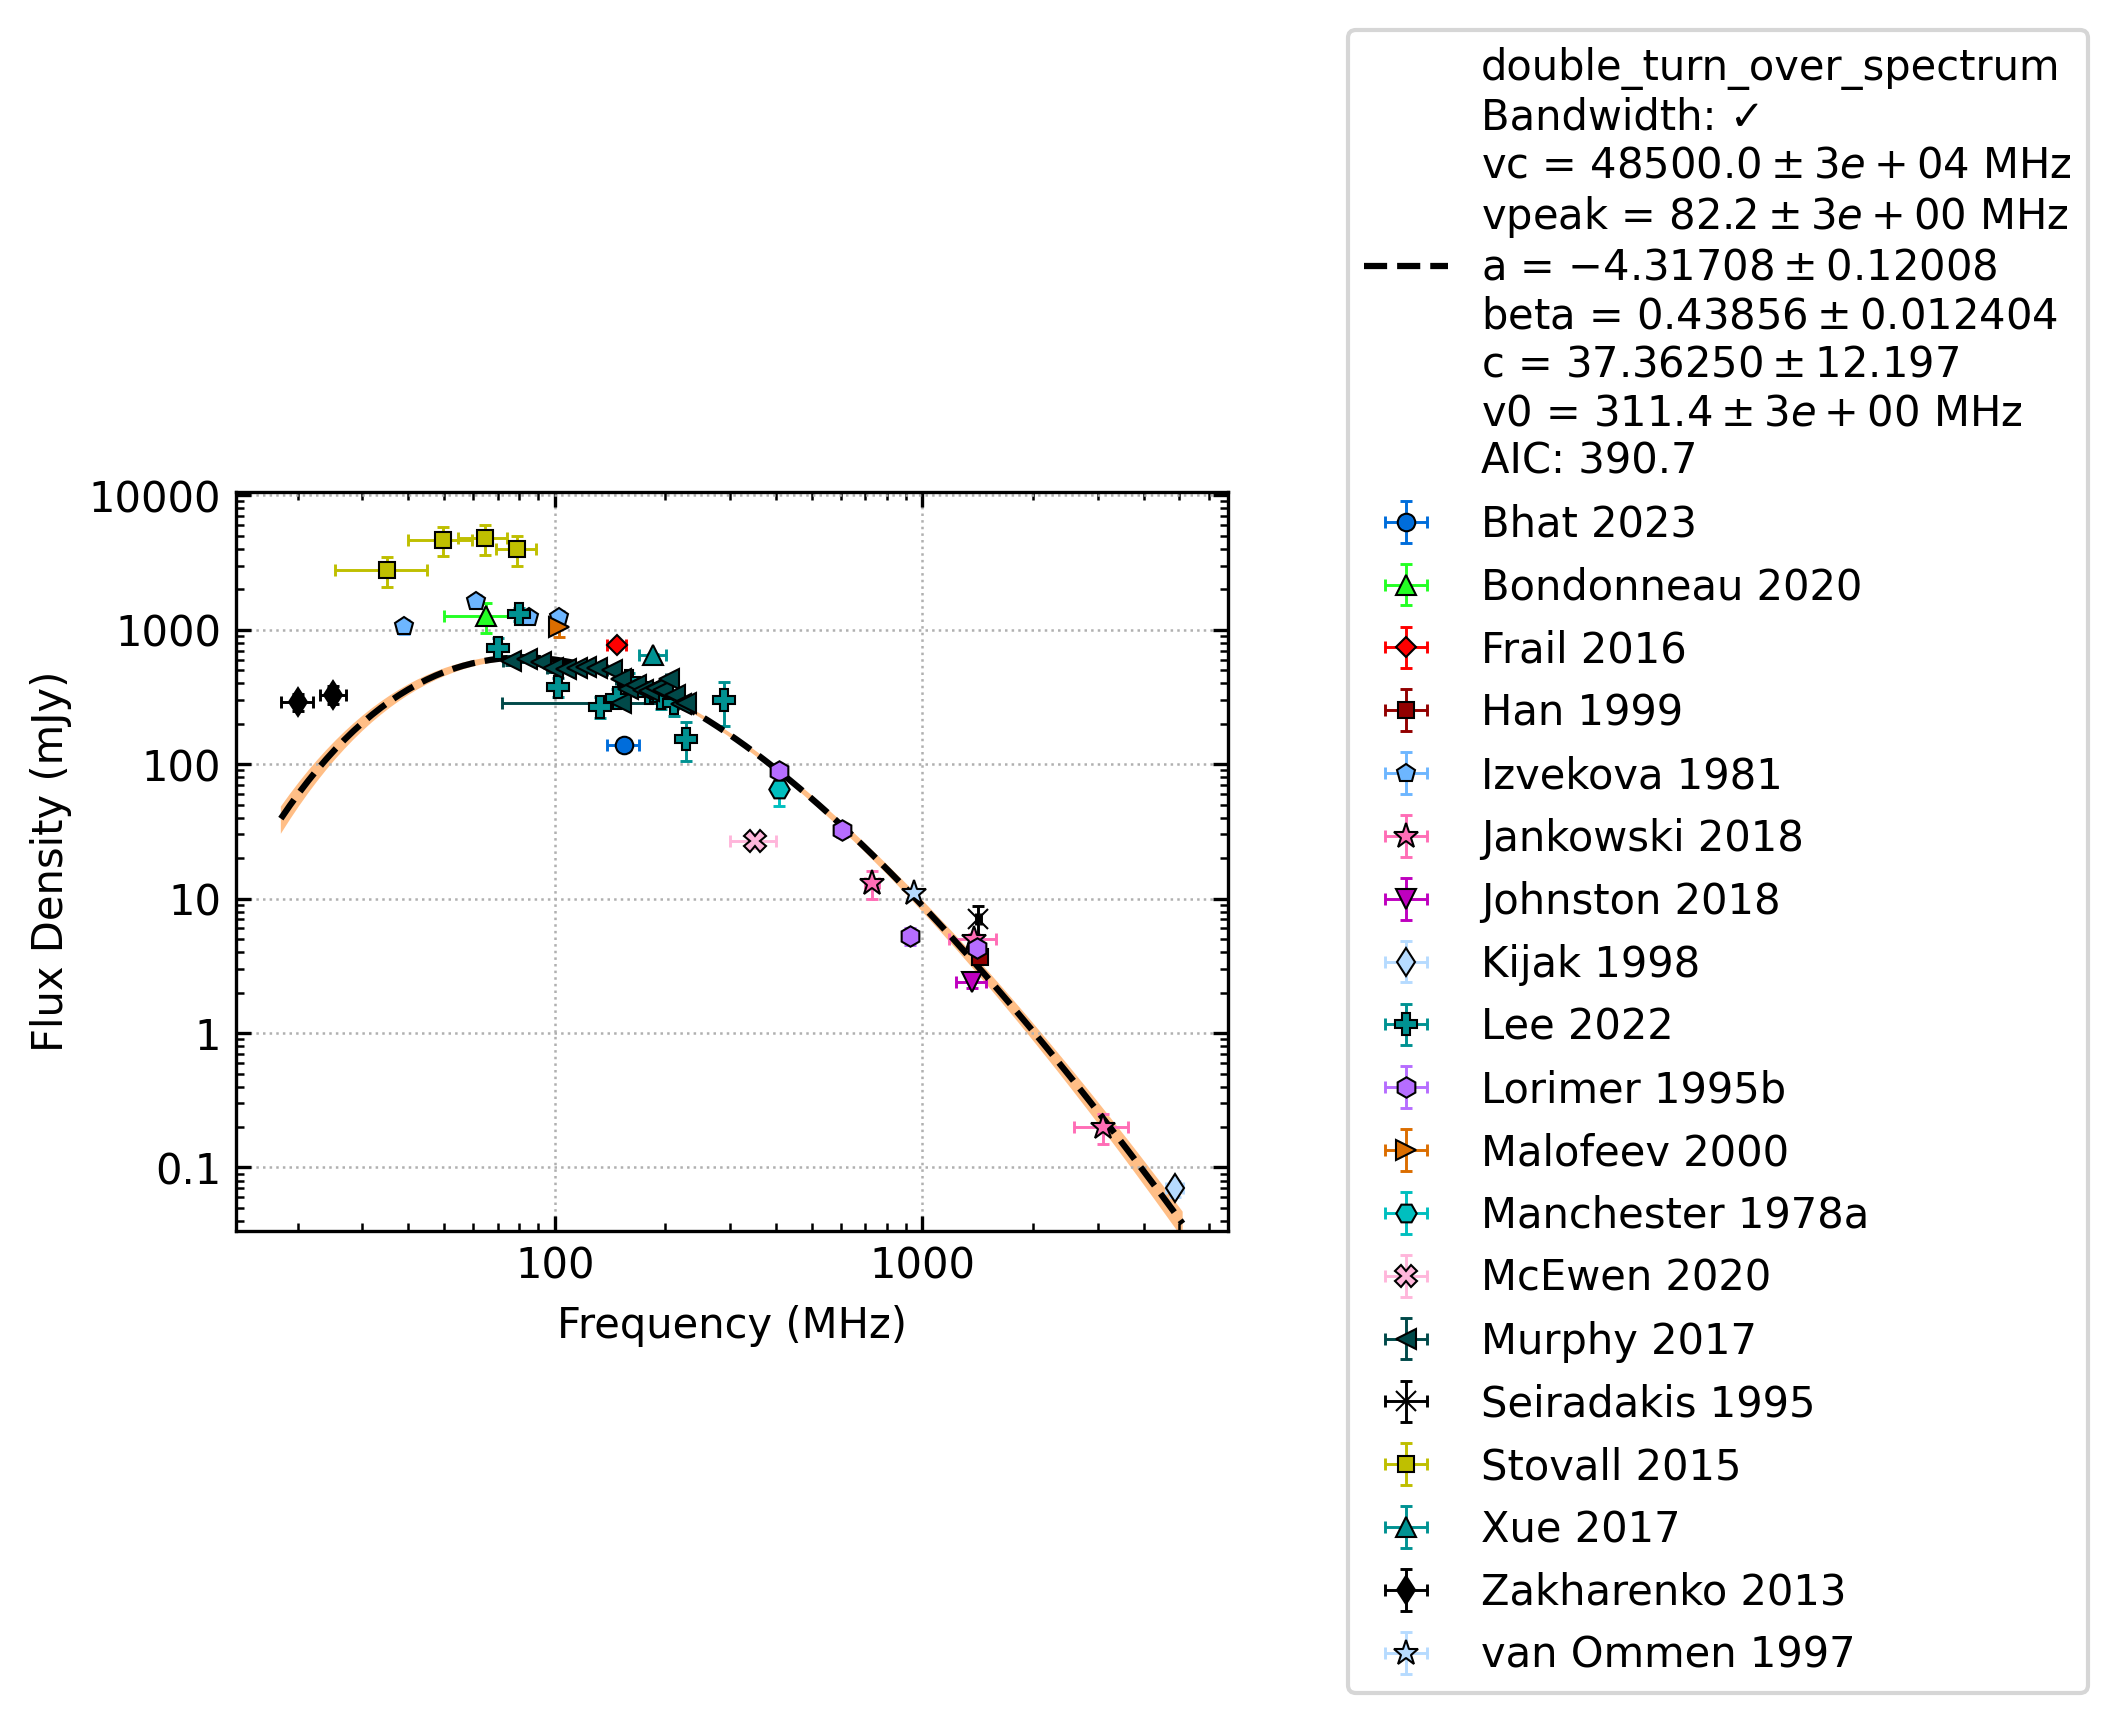 double_turn_over_spectrum
Bandwidth: ✓
vc = 48500.0 ± 3e + 04 MHz
vpeak = 82.2 ± 3e + 00 MHz
a = −4.31708 ± 0.12008
beta = 0.43856 ± 0.012404
c = 37.36250 ± 12.197
v0 = 311.4 ± 3e + 00 MHz
AIC: 390.7
Bhat 2023
Bondonneau 2020
Frail 2016
Han 1999
Izvekova 1981
Jankowski 2018
Johnston 2018
Kijak 1998
Lee 2022
Lorimer 1995b
Malofeev 2000
Manchester 1978a
McEwen 2020
Murphy 2017
Seiradakis 1995
Stovall 2015
Xue 2017
Zakharenko 2013
van Ommen 1997
Flux Density (mJy)
10000
1000
100
10
1
0.1
100
1000
Frequency (MHz)